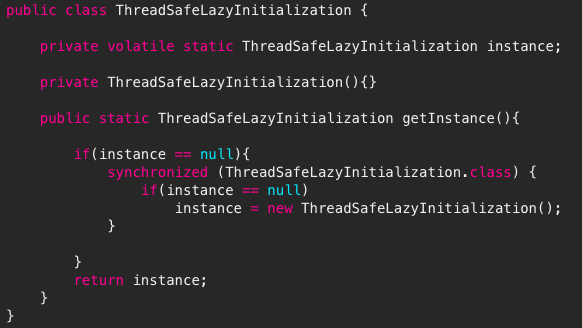 public class ThreadSafeLazyInitialization {
private volatile static ThreadSafeLazyInitialization instance;
private ThreadSafeLazyInitialization(){}
public static ThreadSafeLazyInitialization getInstance(){
if(instance == null){
synchronized (ThreadSafeLazyInitialization.class) {
if(instance == null)
instance = new ThreadSafeLazyInitialization();
}
}
return instance;
}
}